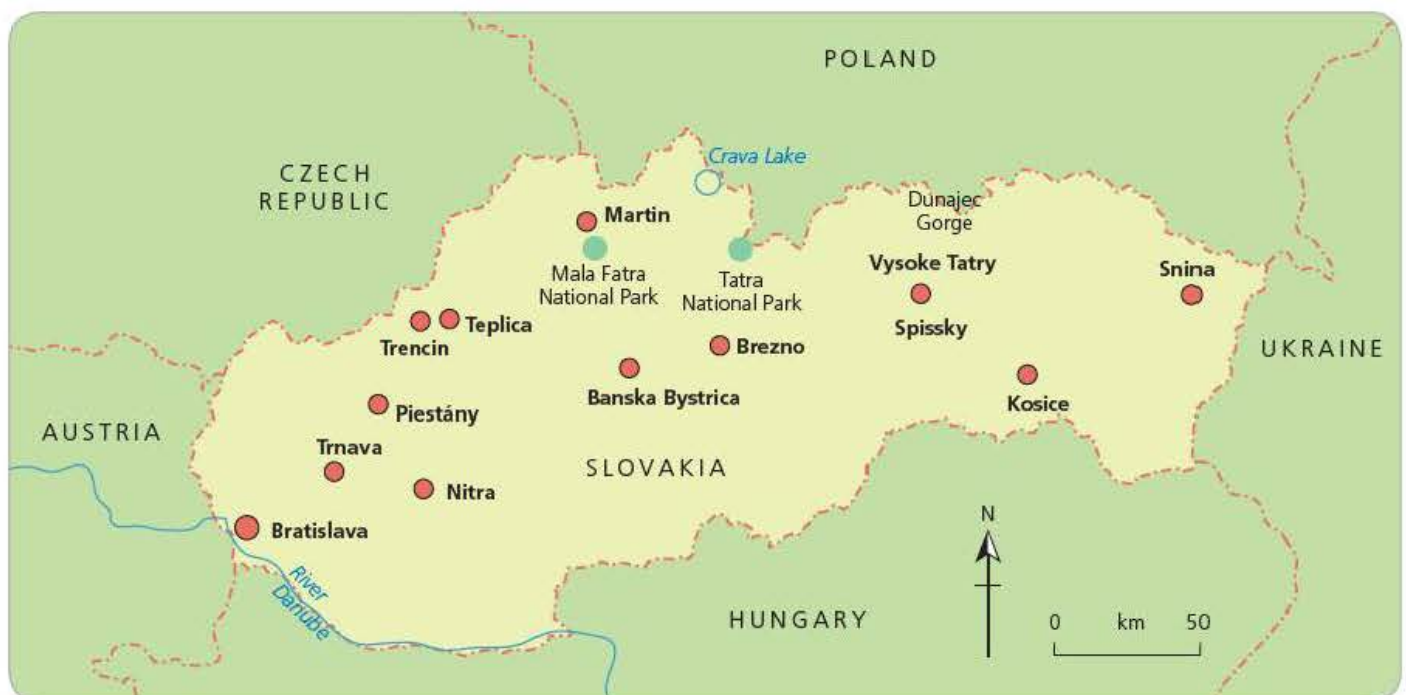 POLAND
Crava Lake
CZECH
REPUBLIC
Martin
Dunajec
Gorge
Mala Fatra
National Park
Tatra
National Park
Vysoke Tatry
Snina
Teplica
Trencin
Spissky
Brezno
UKRAINE
Banska Bystrica
Kosice
Piestány
AUSTRIA
Trnava
SLOVAKIA
Nitra
Bratislava
N
River
Danube
HUNGARY
0 km 50